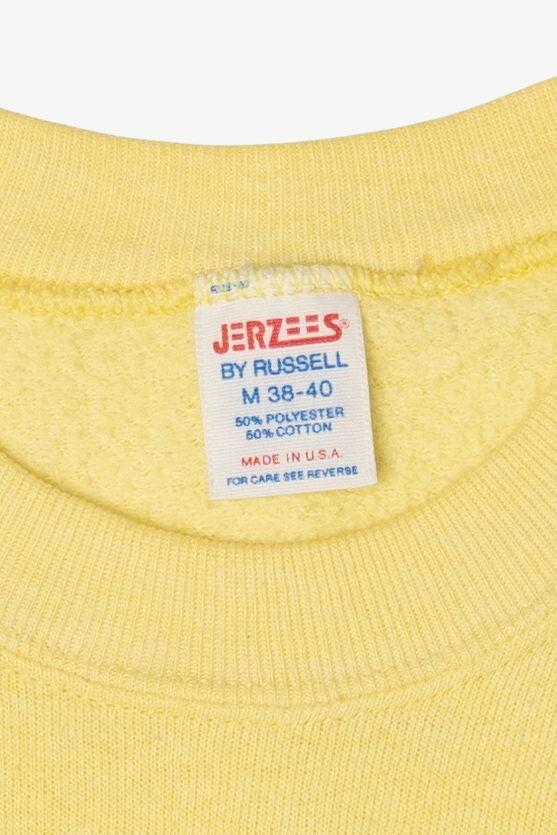 JERZEES®
BY RUSSELL
M 38-40
50% POLYESTER
50% COTTON
MADE IN U.S.A.
FOR CARE SEE REVERSE